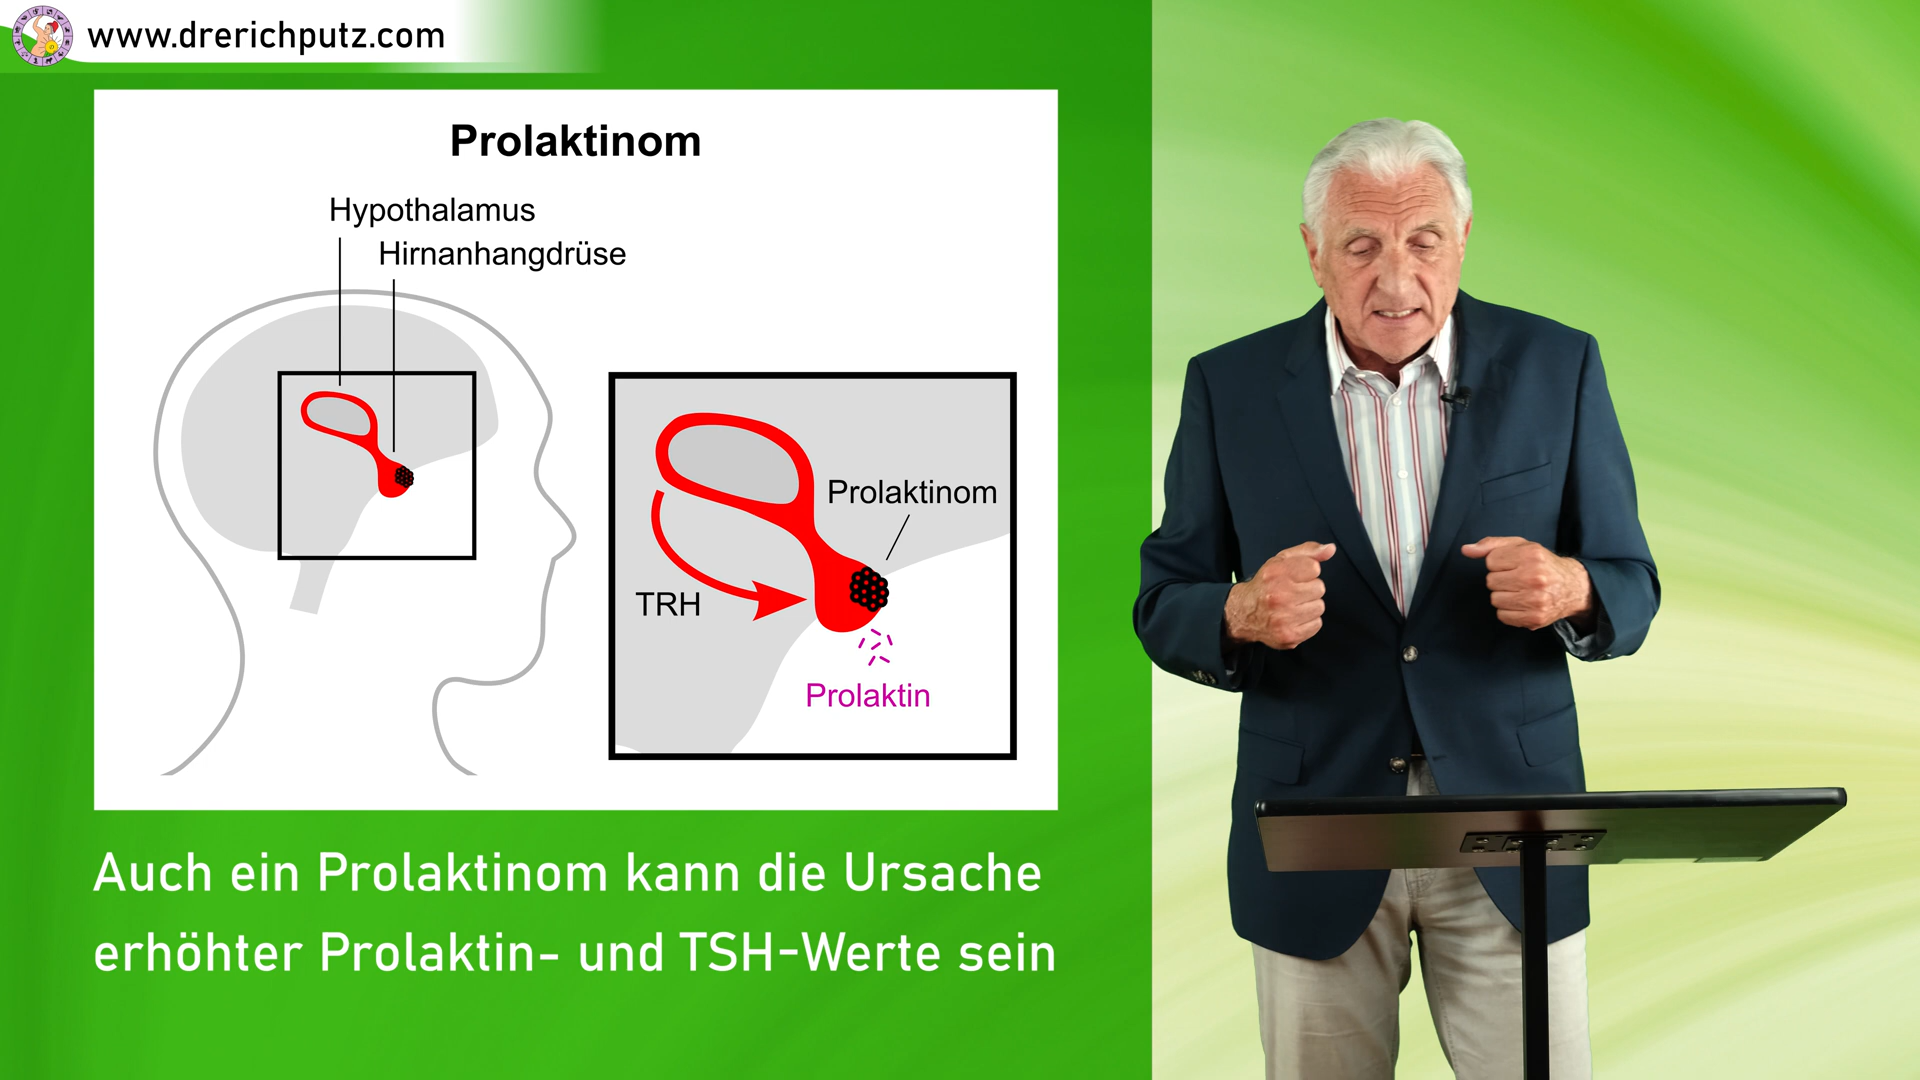 www.drerichputz.com
Prolaktinom
Hypothalamus
Hirnanhangdrüse
Prolaktinom
TRH
Prolaktin
Auch ein Prolaktinom kann die Ursache
erhöhter Prolaktin- und TSH-Werte sein